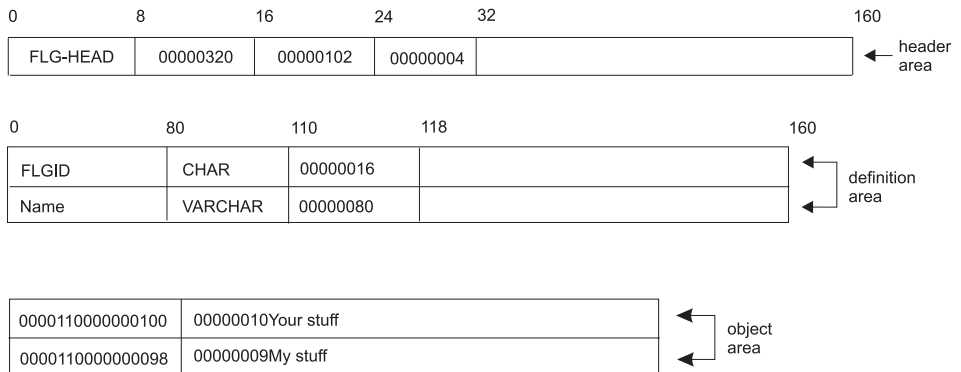 0 8 16 24 32 160
FLG-HEAD 00000320 00000102 00000004
header
area
0 80 110 118 160
FLGID CHAR 00000016
Name VARCHAR 00000080
definition
area
0000110000000100 00000010Your stuff
0000110000000098 00000009My stuff
object
area